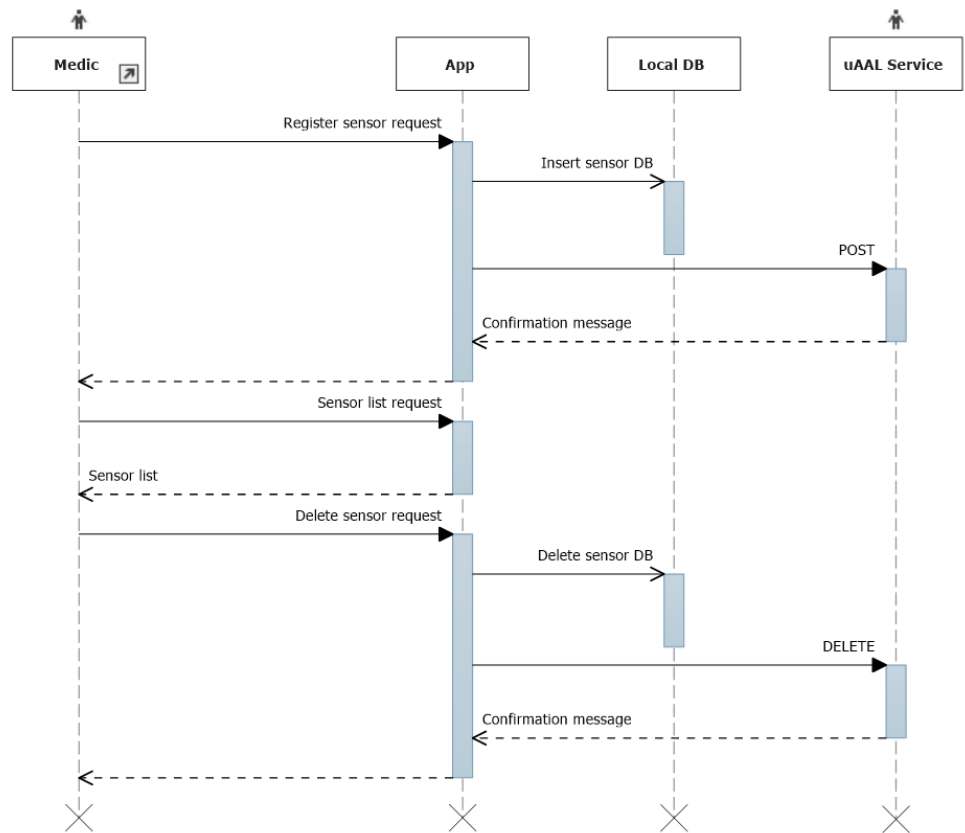 Medic
App
Local DB
uAAL Service
Register sensor request
Insert sensor DB
POST
Confirmation message
Sensor list request
Sensor list
Delete sensor request
Delete sensor DB
DELETE
Confirmation message